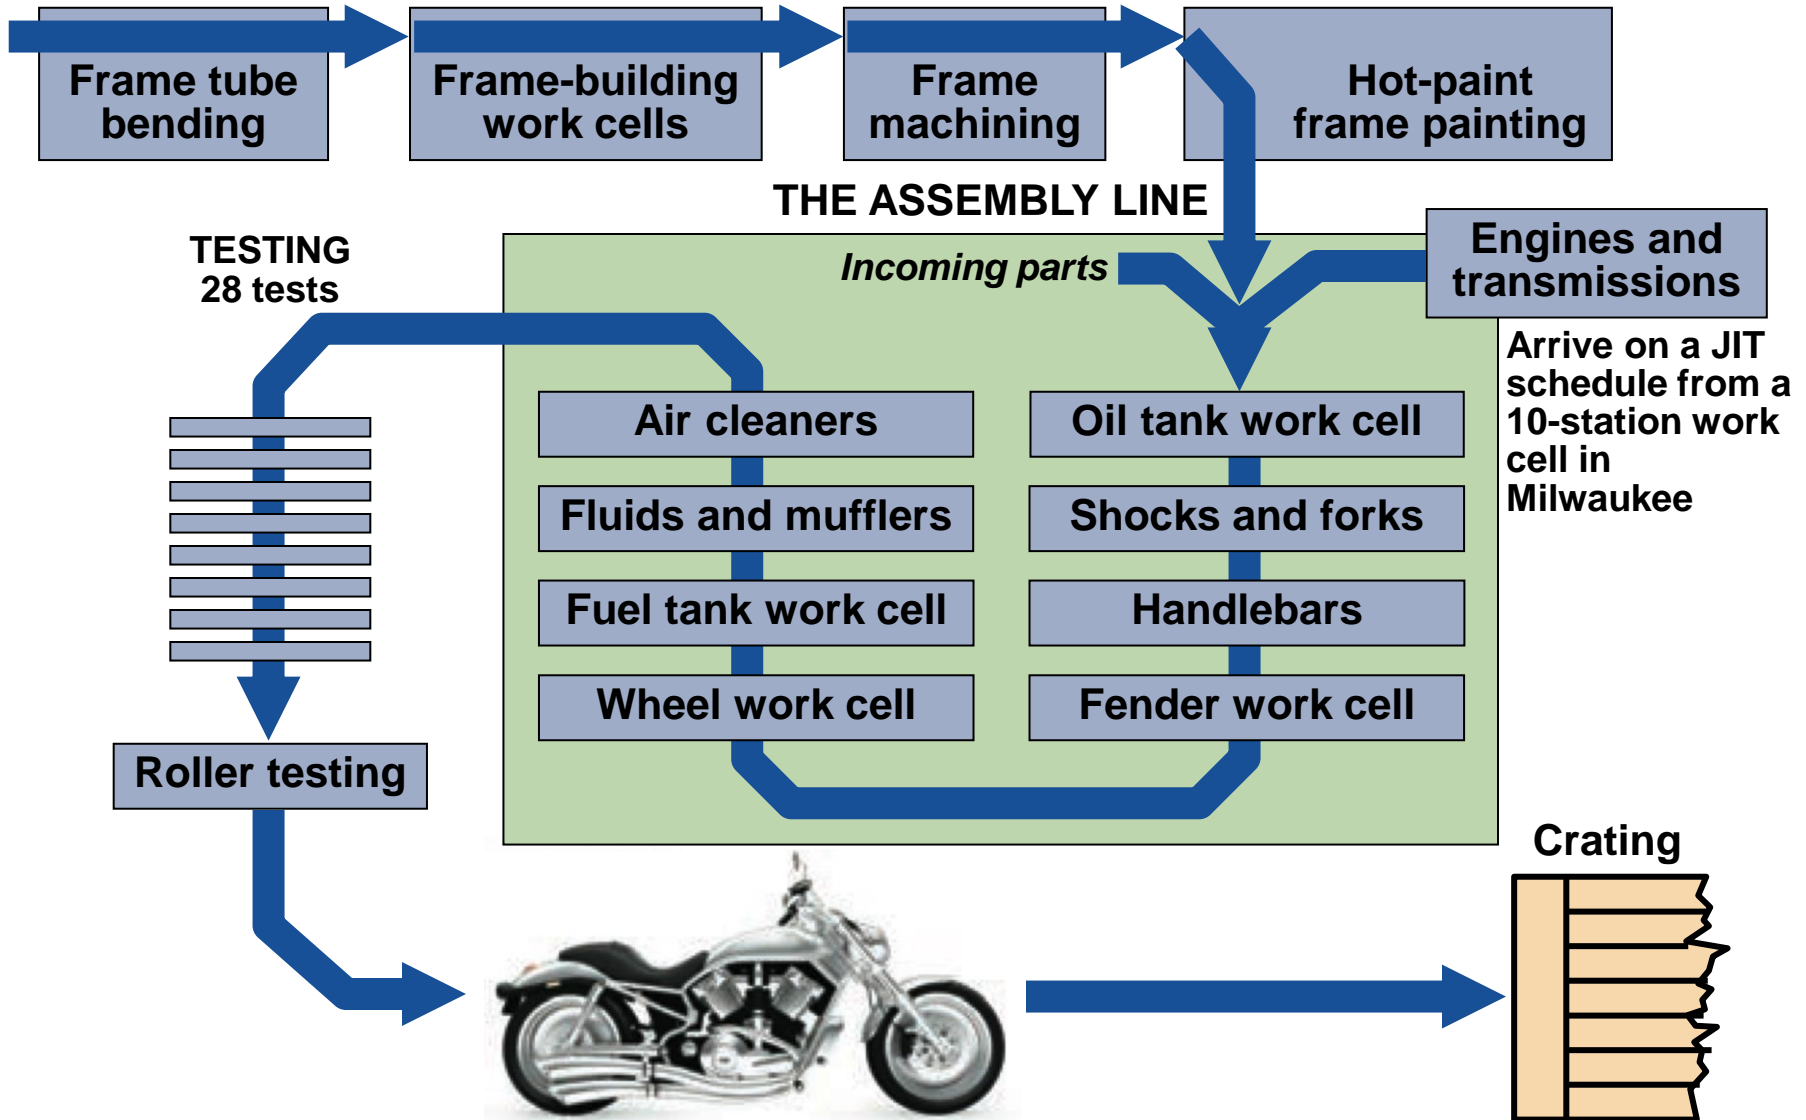 Frame tube
bending
Frame-building
work cells
Frame
machining
Hot-paint
frame painting
THE ASSEMBLY LINE
TESTING
28 tests
Incoming parts
Engines and
transmissions
Arrive on a JIT
schedule from a
10-station work
cell in
Milwaukee
Air cleaners
Oil tank work cell
Fluids and mufflers
Shocks and forks
Fuel tank work cell
Handlebars
Wheel work cell
Fender work cell
Roller testing
Crating